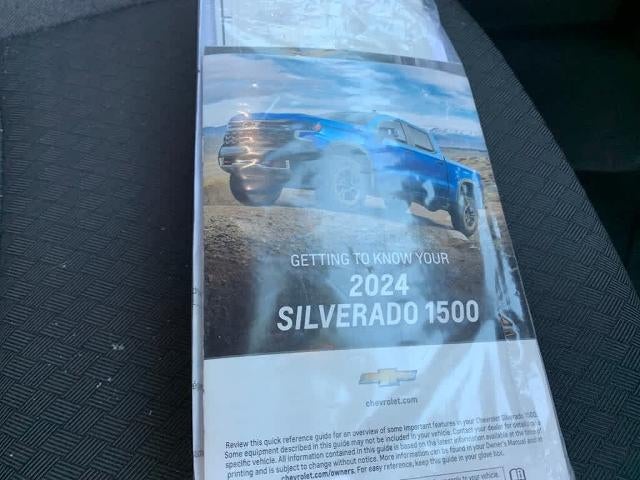 GETTING TO KNOW YOUR
2024
SILVERADO 1500
chevrolet.com
Review this quick reference guide for an overview of some important features in your Chevrolet Silverado 1500.
Some equipment described in this guide may not be included in your vehicle. Contact your dealer for details on a
specific vehicle. All information contained in this guide is based on the latest information available at the time of
printing and is subject to change without notice. More information can be found in your Owner's Manual and at
chevrolet.com/owners. For easy reference, keep this guide in your glove box.
apply to your vehicle.